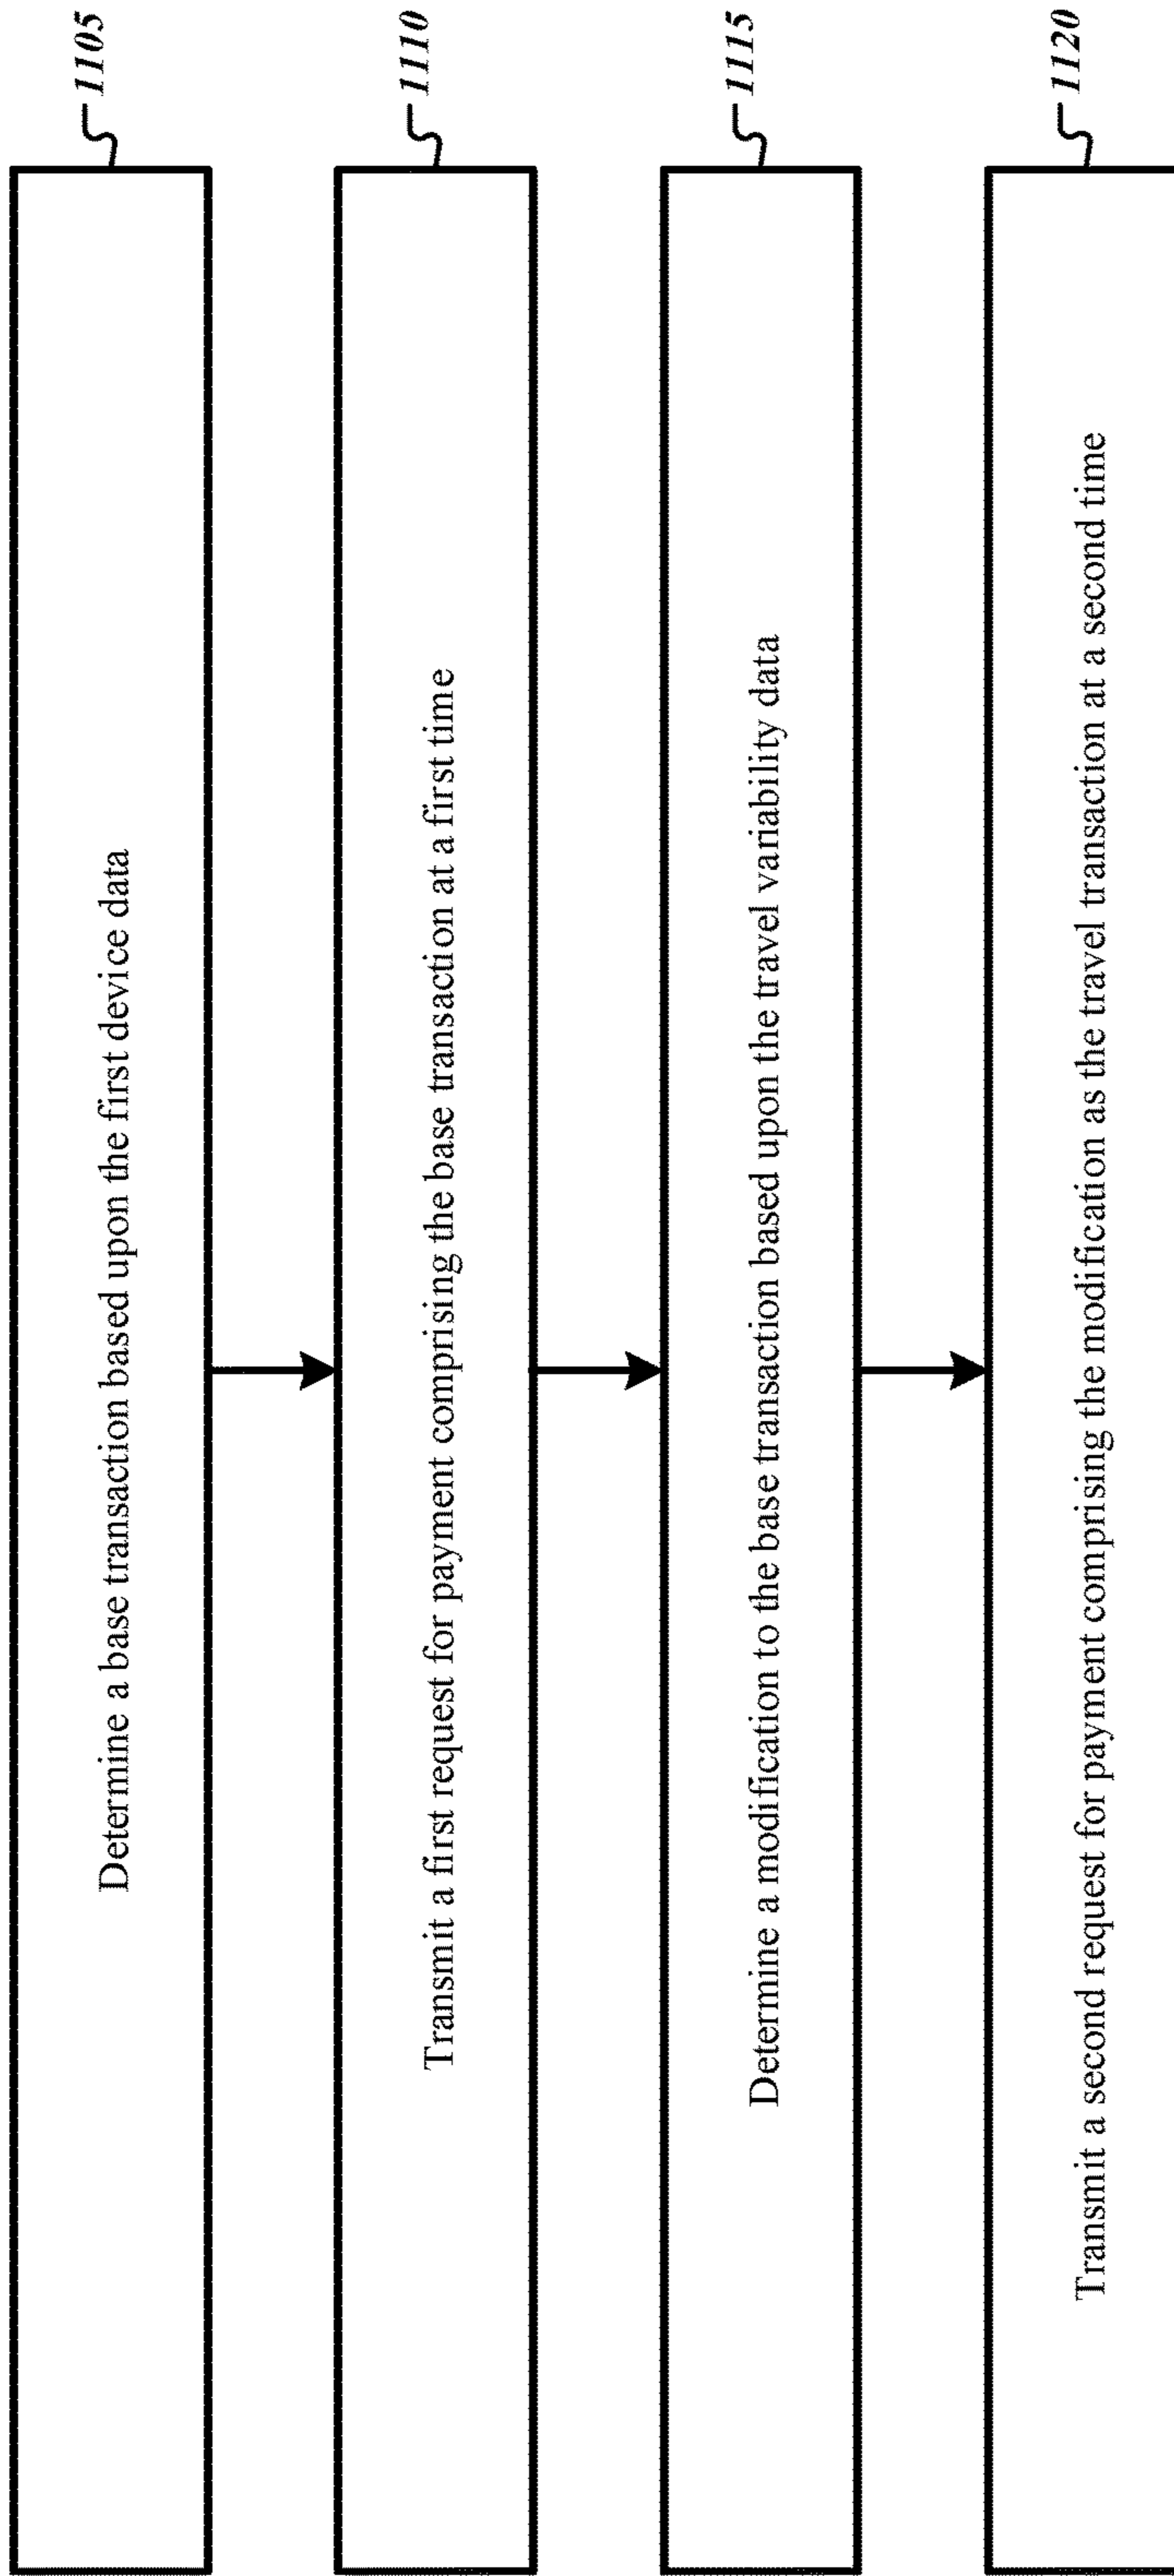 Determine a base transaction based upon the first device data
1105
Transmit a first request for payment comprising the base transaction at a first time
1110
Determine a modification to the base transaction based upon the travel variability data
1115
Transmit a second request for payment comprising the modification as the travel transaction at a second time
1120